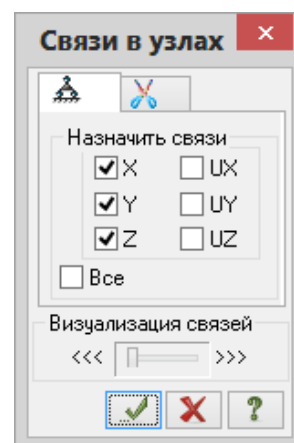 Связи в узлах
Назначить связи
X UX
Y UY
Z UZ
Все
Визуализация связей
<<< >>>
?